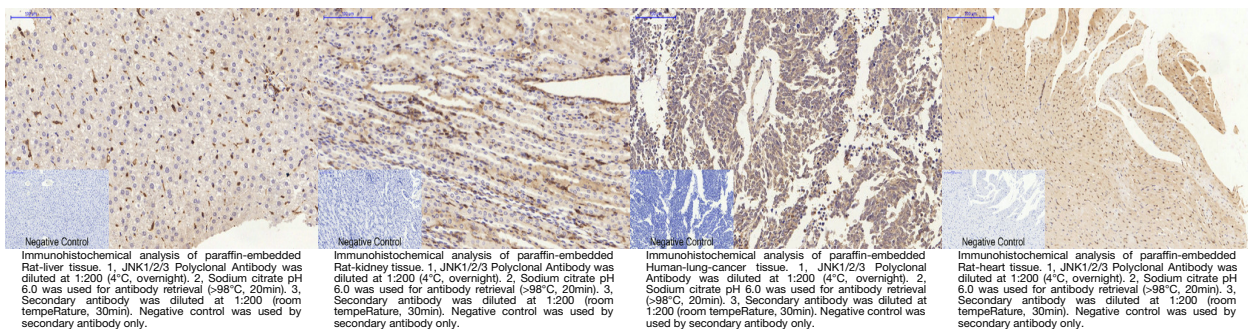 Negative Control
Immunohistochemical analysis of paraffin-embedded
Rat-liver tissue. 1, JNK1/2/3 Polyclonal Antibody was
diluted at 1:200 (4°C, overnight). 2, Sodium citrate pH
6.0 was used for antibody retrieval (>98°C, 20min). 3,
Secondary antibody was diluted at 1:200 (room
tempeRature, 30min). Negative control was used by
secondary antibody only.
Negative Control
Immunohistochemical analysis of paraffin-embedded
Rat-kidney tissue. 1, JNK1/2/3 Polyclonal Antibody was
diluted at 1:200 (4°C, overnight). 2, Sodium citrate pH
6.0 was used for antibody retrieval (>98°C, 20min). 3,
Secondary antibody was diluted at 1:200 (room
tempeRature, 30min). Negative control was used by
secondary antibody only.
Negative Control
Immunohistochemical analysis of paraffin-embedded
Human-lung-cancer tissue. 1, JNK1/2/3 Polyclonal
Antibody was diluted at 1:200 (4°C, overnight). 2,
Sodium citrate pH 6.0 was used for antibody retrieval
(>98°C, 20min). 3, Secondary antibody was diluted at
1:200 (room tempeRature, 30min). Negative control was
used by secondary antibody only.
Negative Control
Immunohistochemical analysis of paraffin-embedded
Rat-heart tissue. 1, JNK1/2/3 Polyclonal Antibody was
diluted at 1:200 (4°C, overnight). 2, Sodium citrate pH
6.0 was used for antibody retrieval (>98°C, 20min). 3,
Secondary antibody was diluted at 1:200 (room
tempeRature, 30min). Negative control was used by
secondary antibody only.